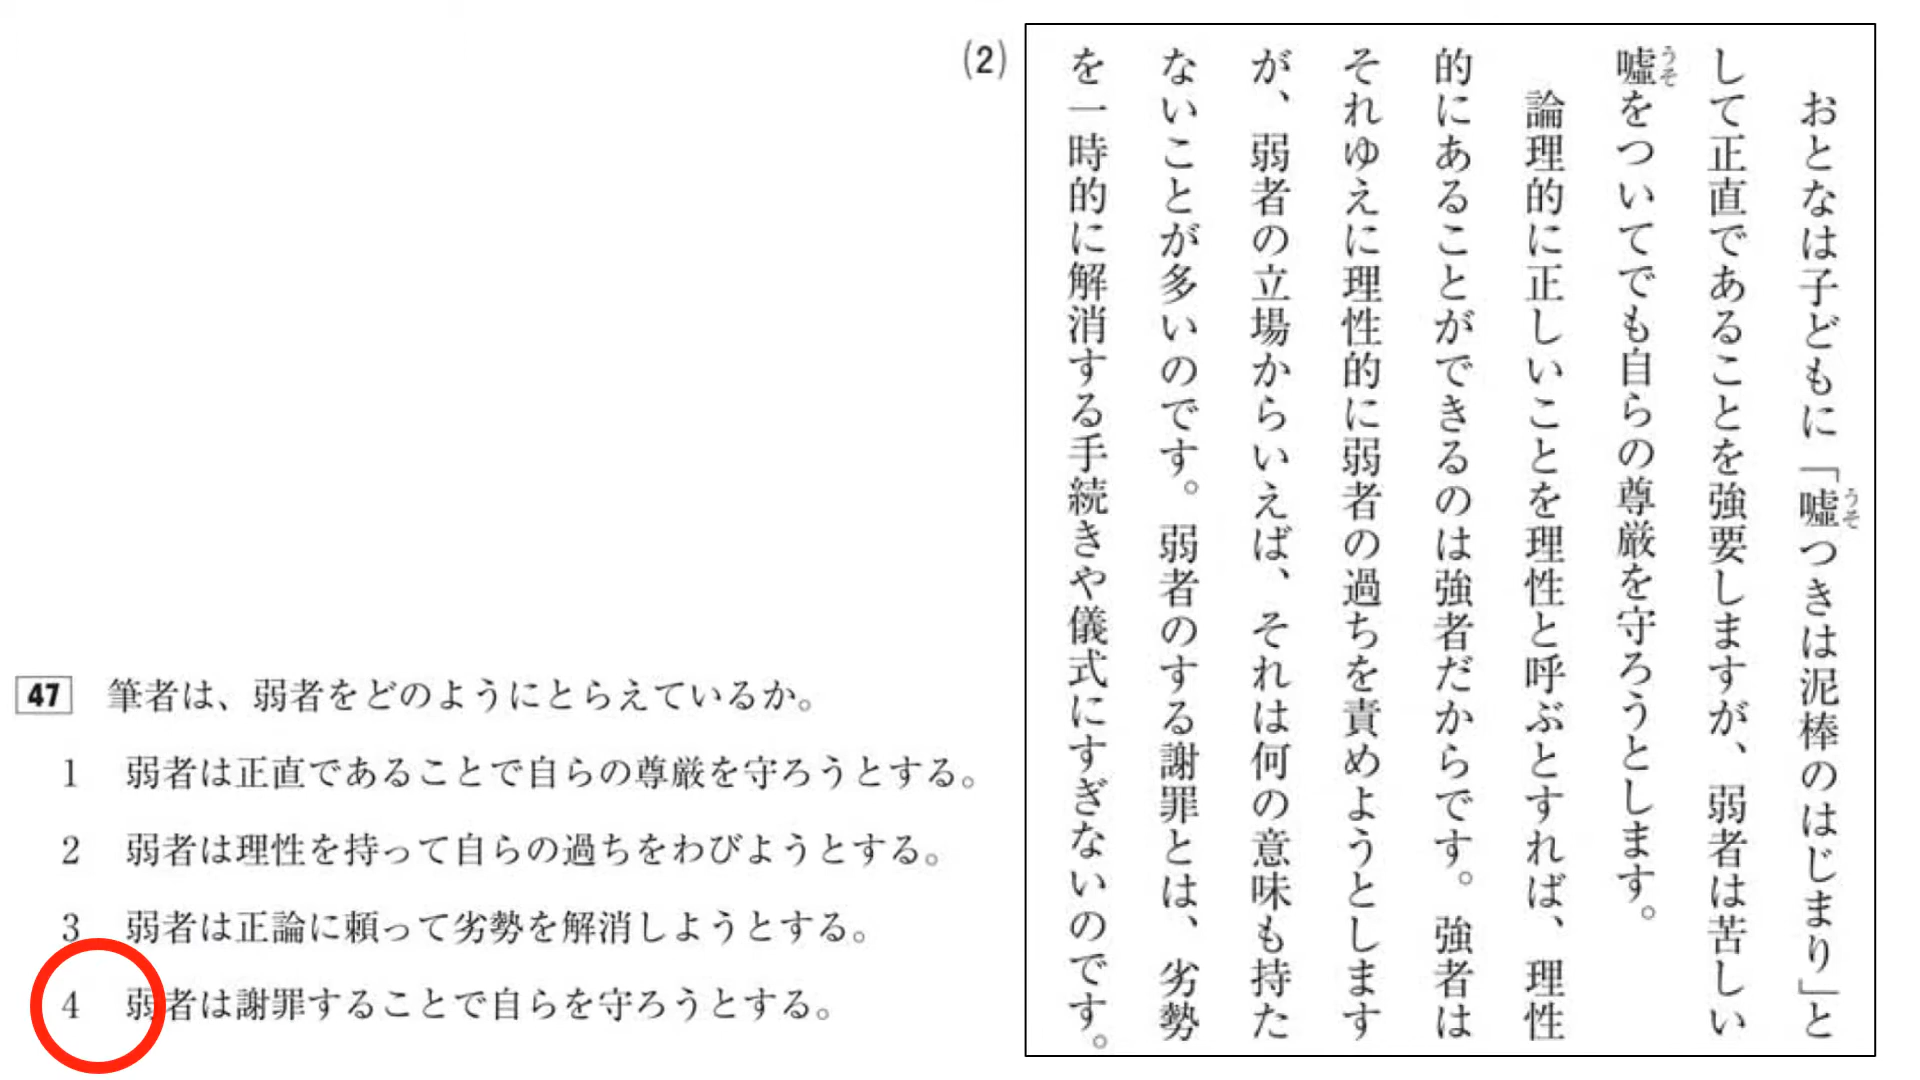 (2)
おとなは子どもに「嘘つきは泥棒のはじまり」と
して正直であることを強要しますが、弱者は苦しい
嘘をついてでも自らの尊厳を守ろうとします。
論理的に正しいことを理性と呼ぶとすれば、理性
的にあることができるのは強者だからです。強者は
それゆえに理性的に弱者の過ちを責めようとします
が、弱者の立場からいえば、それは何の意味も持た
ないことが多いのです。弱者のする謝罪とは、劣勢
を一時的に解消する手続きや儀式にすぎないのです。
うそ
うそ
47 筆者は、弱者をどのようにとらえているか。
1 弱者は正直であることで自らの尊厳を守ろうとする。
2 弱者は理性を持って自らの過ちをわびようとする。
3 弱者は正論に頼って劣勢を解消しようとする。
4 弱者は謝罪することで自らを守ろうとする。